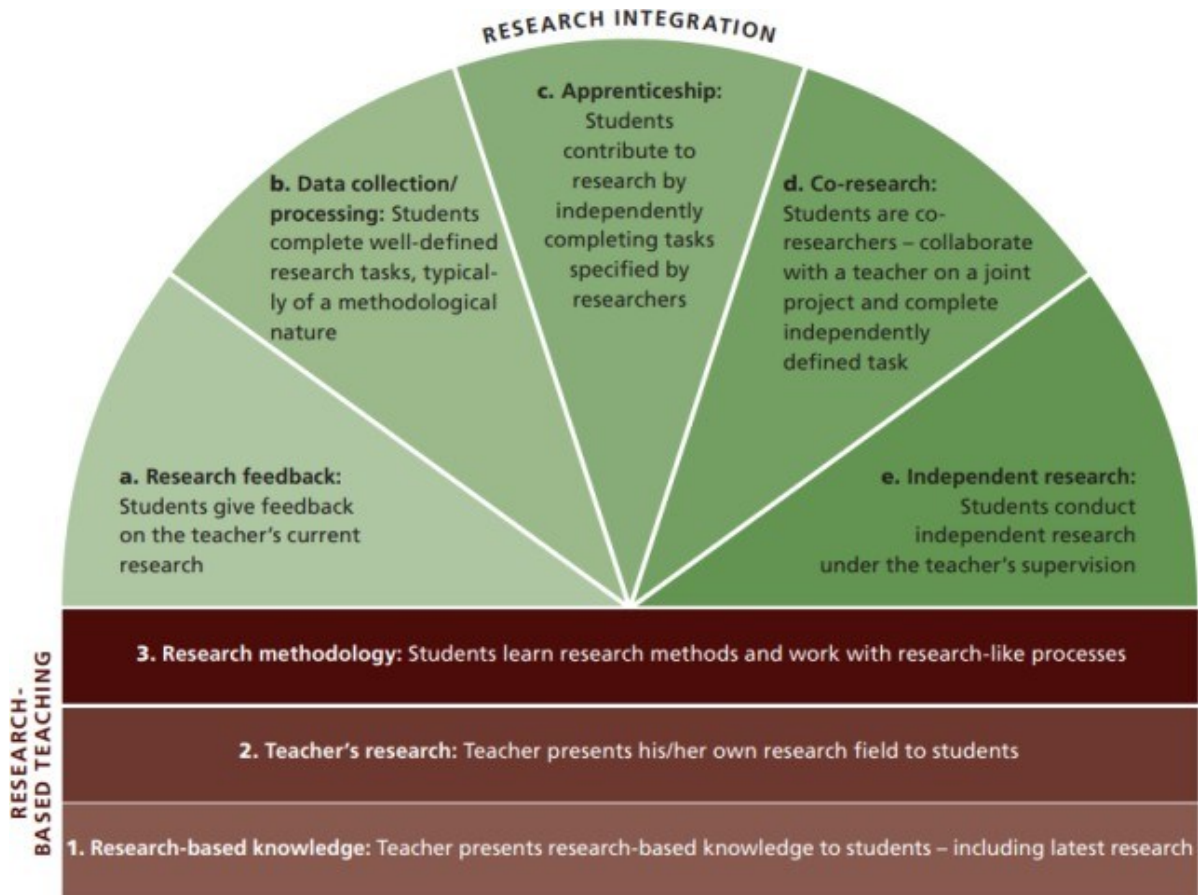 RESEARCH INTEGRATION
c. Apprenticeship:
Students
contribute to
research by
independently
completing tasks
specified by
researchers
b. Data collection/
processing: Students
complete well-defined
research tasks, typical-
ly of a methodological
nature
d. Co-research:
Students are co-
researchers – collaborate
with a teacher on a joint
project and complete
independently
defined task
a. Research feedback:
Students give feedback
on the teacher's current
research
e. Independent research:
Students conduct
independent research
under the teacher's supervision
RESEARCH-
BASED TEACHING
3. Research methodology: Students learn research methods and work with research-like processes
2. Teacher's research: Teacher presents his/her own research field to students
1. Research-based knowledge: Teacher presents research-based knowledge to students – including latest research